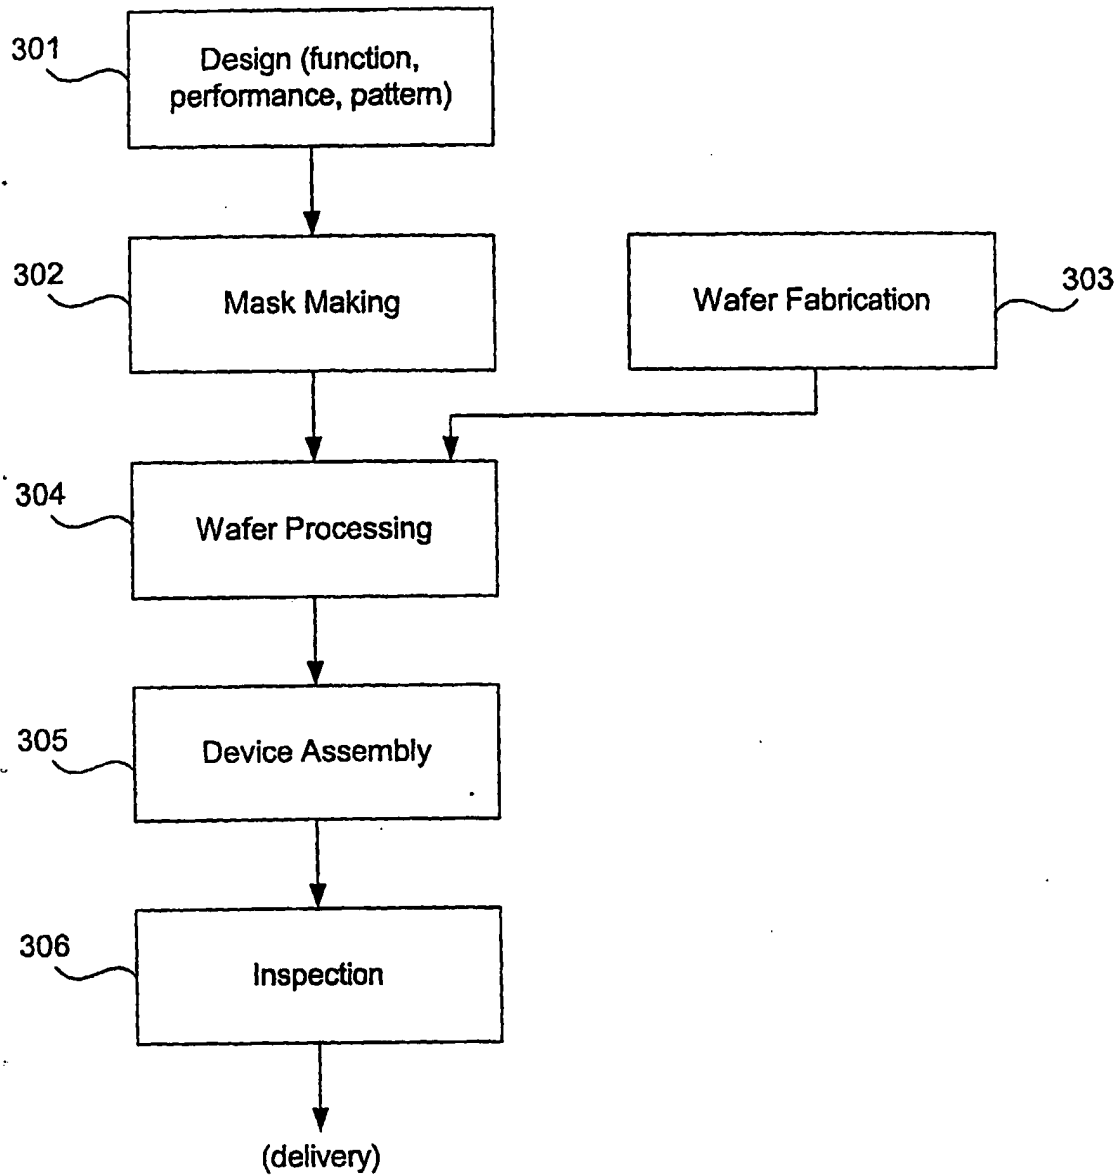 301
Design (function,
performance, pattern)
302
Mask Making
Wafer Fabrication
303
304
Wafer Processing
305
Device Assembly
306
Inspection
(delivery)